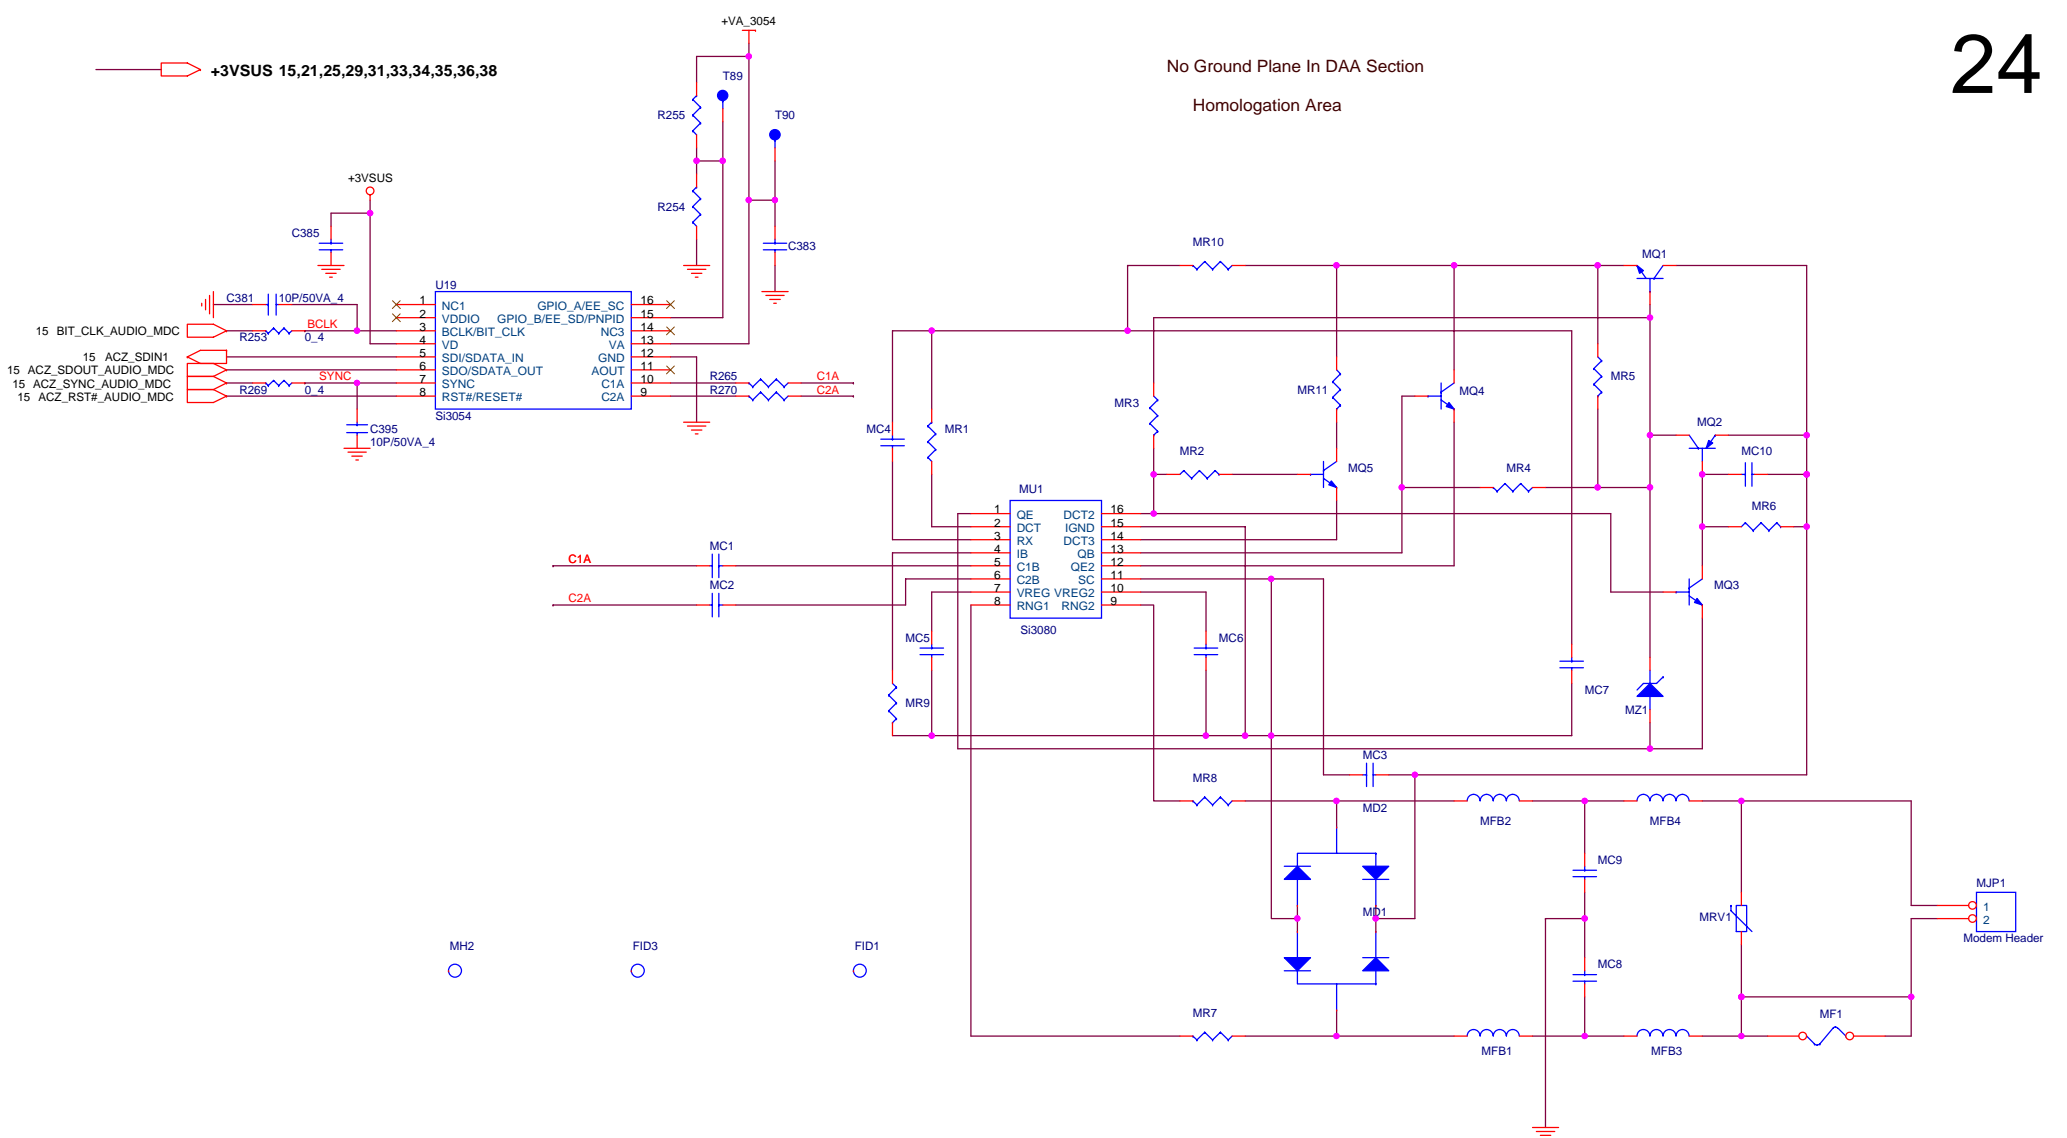 24
+VA_3054
+3VSUS 15,21,25,29,31,33,34,35,36,38
No Ground Plane In DAA Section
Homologation Area
T89
R255
T90
+3VSUS
R254
C385
C383
U19
C381
10P/50VA_4
15 BIT_CLK_AUDIO_MDC
R253
BCLK
0_4
15 ACZ_SDIN1
15 ACZ_SDOUT_AUDIO_MDC
15 ACZ_SYNC_AUDIO_MDC
15 ACZ_RST#_AUDIO_MDC
R269
SYNC
0_4
C395
10P/50VA_4
1 NC1
2 VDDIO
3 BCLK/BIT_CLK
4 VD
5 SDI/SDATA_IN
6 SDO/SDATA_OUT
7 SYNC
8 RST#/RESET#
GPIO_A/EE_SC 16
GPIO_B/EE_SD/PNPID 15
NC3 14
VA 13
GND 12
AOUT 11
C1A 10
C2A 9
Si3054
R265
C1A
R270
C2A
MR10
MQ1
MR5
MR11
MQ4
MR3
MC4
MR1
MR2
MQ5
MR4
MQ2
MC10
MR6
MU1
1 QE
2 DCT
3 RX
4 IB
5 C1B
6 C2B
7 VREG
8 RNG1
DCT2 16
IGND 15
DCT3 14
QB 13
QE2 12
SC 11
VREG2 10
RNG2 9
Si3080
C1A
MC1
C2A
MC2
MQ3
MC5
MC6
MR9
MC7
MZ1
MC3
MR8
MD2
MFB2
MFB4
MC9
MD1
MRV1
MJP1
1
2
Modem Header
MH2
FID3
FID1
MC8
MR7
MFB1
MFB3
MF1